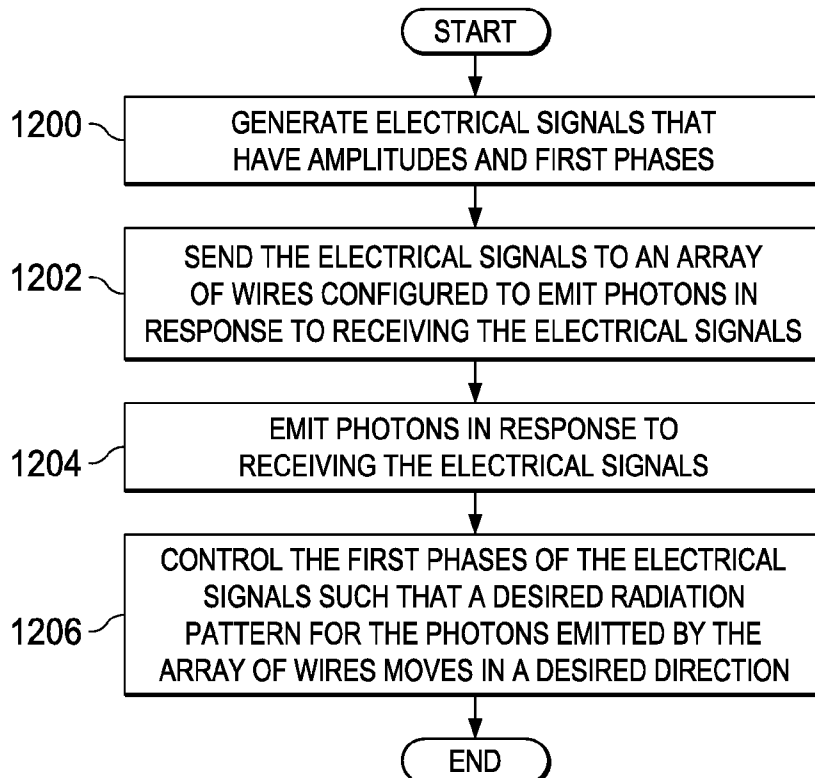 START
1200
GENERATE ELECTRICAL SIGNALS THAT
HAVE AMPLITUDES AND FIRST PHASES
1202
SEND THE ELECTRICAL SIGNALS TO AN ARRAY
OF WIRES CONFIGURED TO EMIT PHOTONS IN
RESPONSE TO RECEIVING THE ELECTRICAL SIGNALS
1204
EMIT PHOTONS IN RESPONSE TO
RECEIVING THE ELECTRICAL SIGNALS
1206
CONTROL THE FIRST PHASES OF THE ELECTRICAL
SIGNALS SUCH THAT A DESIRED RADIATION
PATTERN FOR THE PHOTONS EMITTED BY THE
ARRAY OF WIRES MOVES IN A DESIRED DIRECTION
END